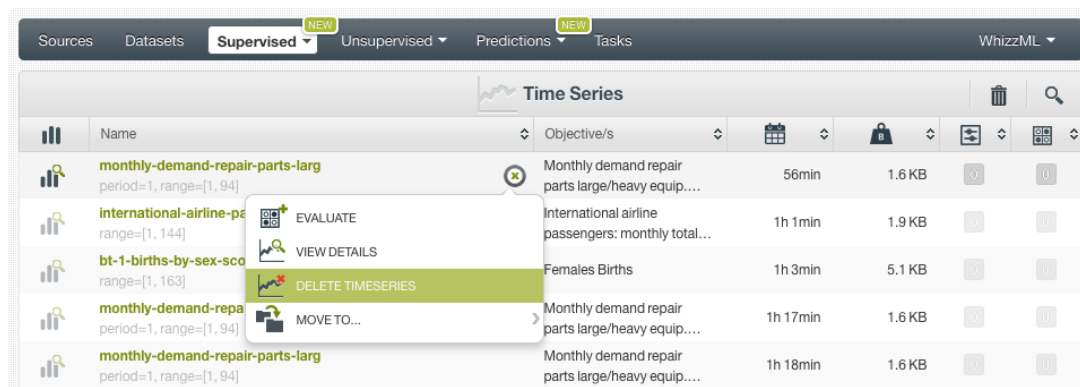 NEW
NEW
Sources Datasets Supervised Unsupervised Predictions Tasks WhizzML
Time Series
Name Objective/s B
monthly-demand-repair-parts-larg Monthly demand repair
period=1, range=[1, 94] parts large/heavy equip.... 56min 1.6 KB 0 0
international-airline-pa International airline
range=[1, 144] passengers: monthly total... 1h 1min 1.9 KB 0 0
EVALUATE
VIEW DETAILS
bt-1-births-by-sex-sco Females Births 1h 3min 5.1 KB 0 0
range=[1, 163]
DELETE TIMESERIES
monthly-demand-repa Monthly demand repair
period=1, range=[1, 94] parts large/heavy equip.... 1h 17min 1.6 KB 0 0
MOVE TO...
monthly-demand-repair-parts-larg Monthly demand repair
period=1, range=[1, 94] parts large/heavy equip.... 1h 18min 1.6 KB 0 0